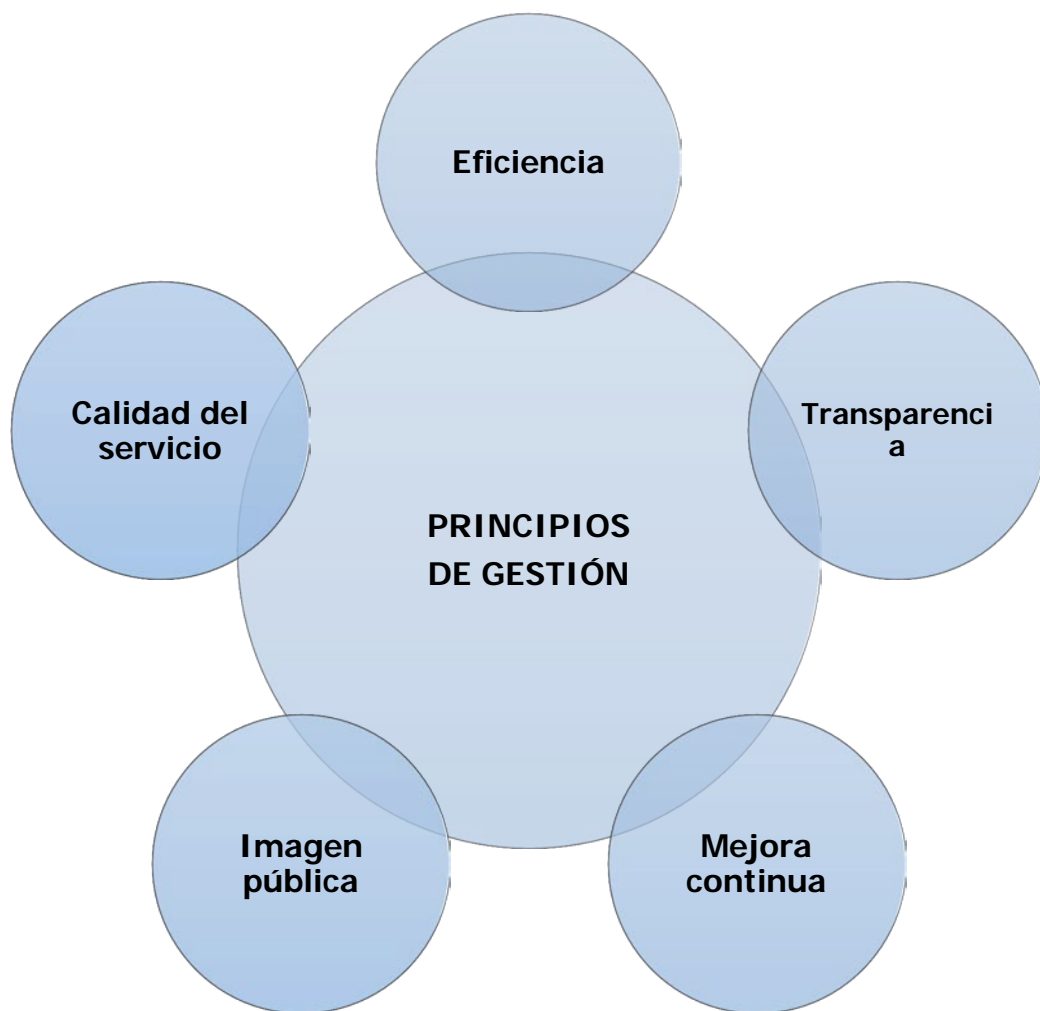 Eficiencia
Calidad del
servicio
Transparenci
a
PRINCIPIOS
DE GESTIÓN
Imagen
pública
Mejora
continua